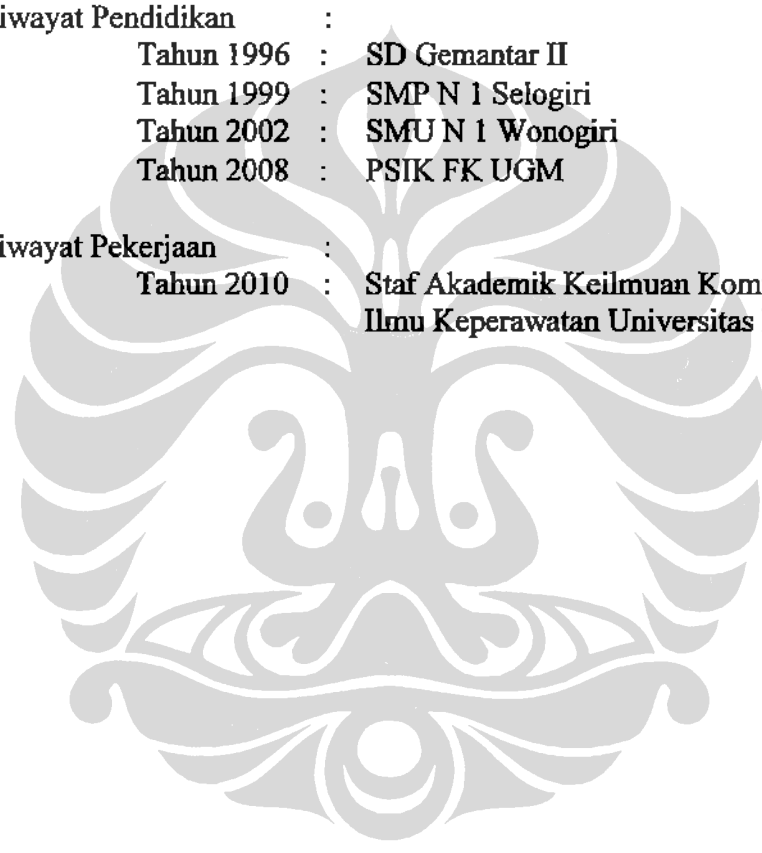 iwayat Pendidikan :
Tahun 1996 : SD Gemantar II
Tahun 1999 : SMP N 1 Selogiri
Tahun 2002 : SMU N 1 Wonogiri
Tahun 2008 : PSIK FK UGM
iwayat Pekerjaan :
Tahun 2010 : Staf Akademik Keilmuan Kom
Ilmu Keperawatan Universitas